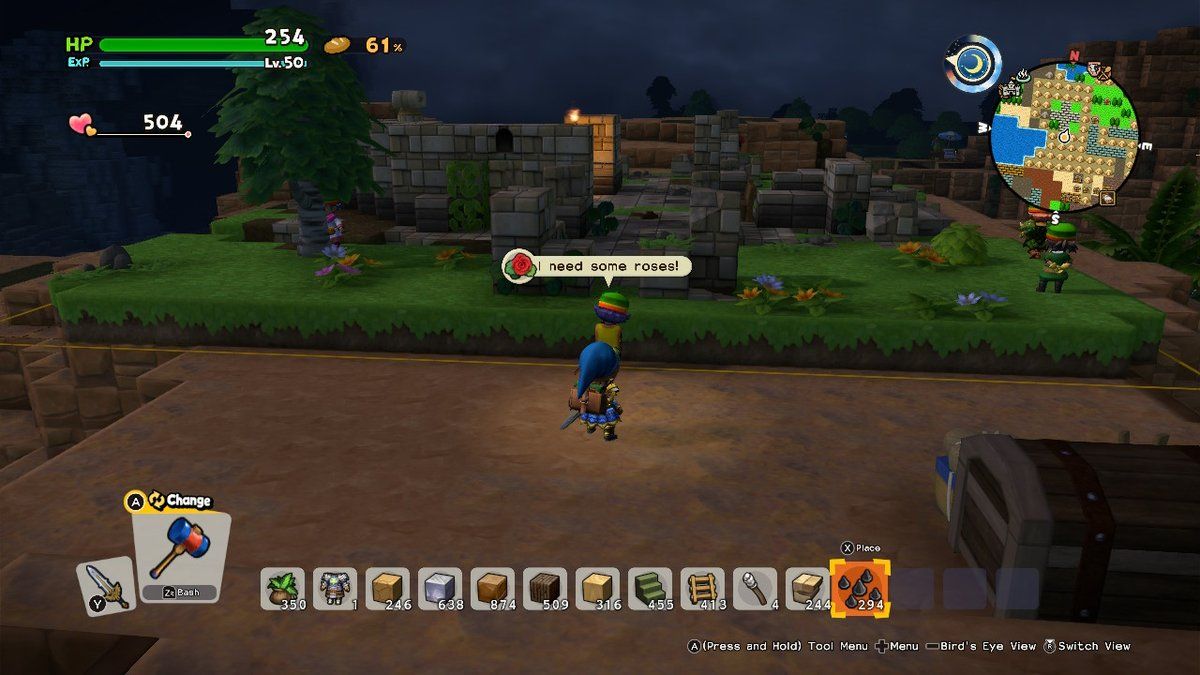 HP 254 61%
EXP. Lv.50
504
N
W
S
I need some roses!
A Change
Y
ZR Bash
X Place
350 1 246 638 874 509 316 455 413 4 244 294
A (Press and Hold) Tool Menu + Menu − Bird's Eye View R Switch View